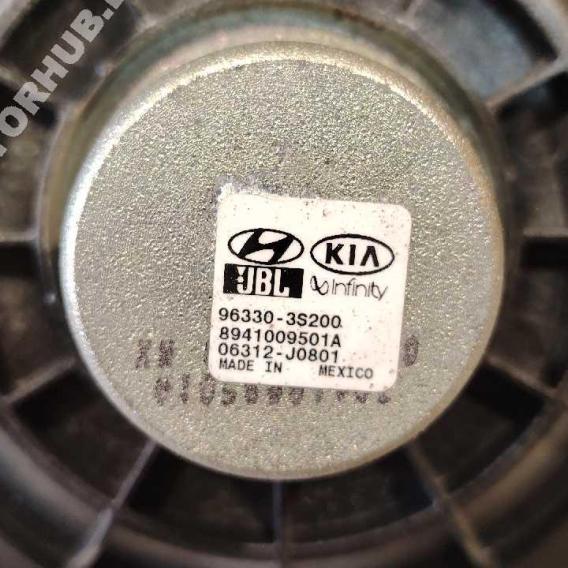 KIA
JBL Infinity
96330-3S200
8941009501A
06312-J0801
MADE IN MEXICO